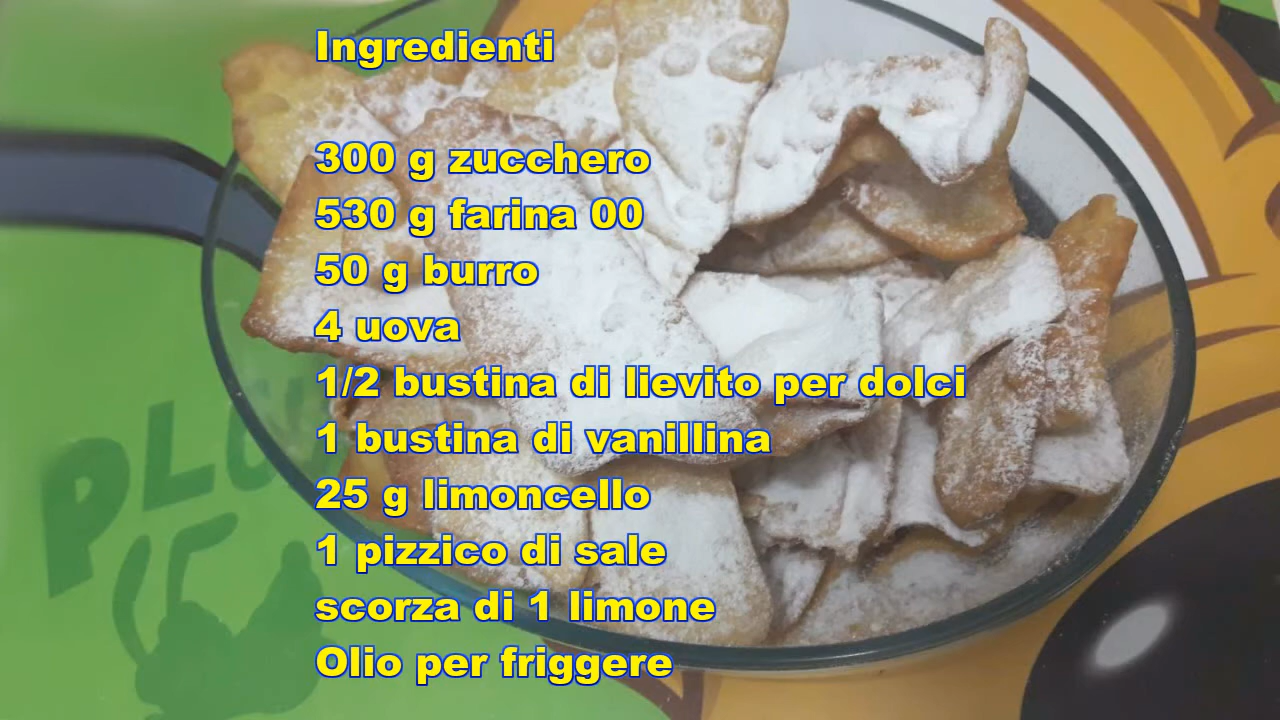 Ingredienti
300 g zucchero
530 g farina 00
50 g burro
4 uova
1/2 bustina di lievito per dolci
1 bustina di vanillina
25 g limoncello
1 pizzico di sale
scorza di 1 limone
Olio per friggere